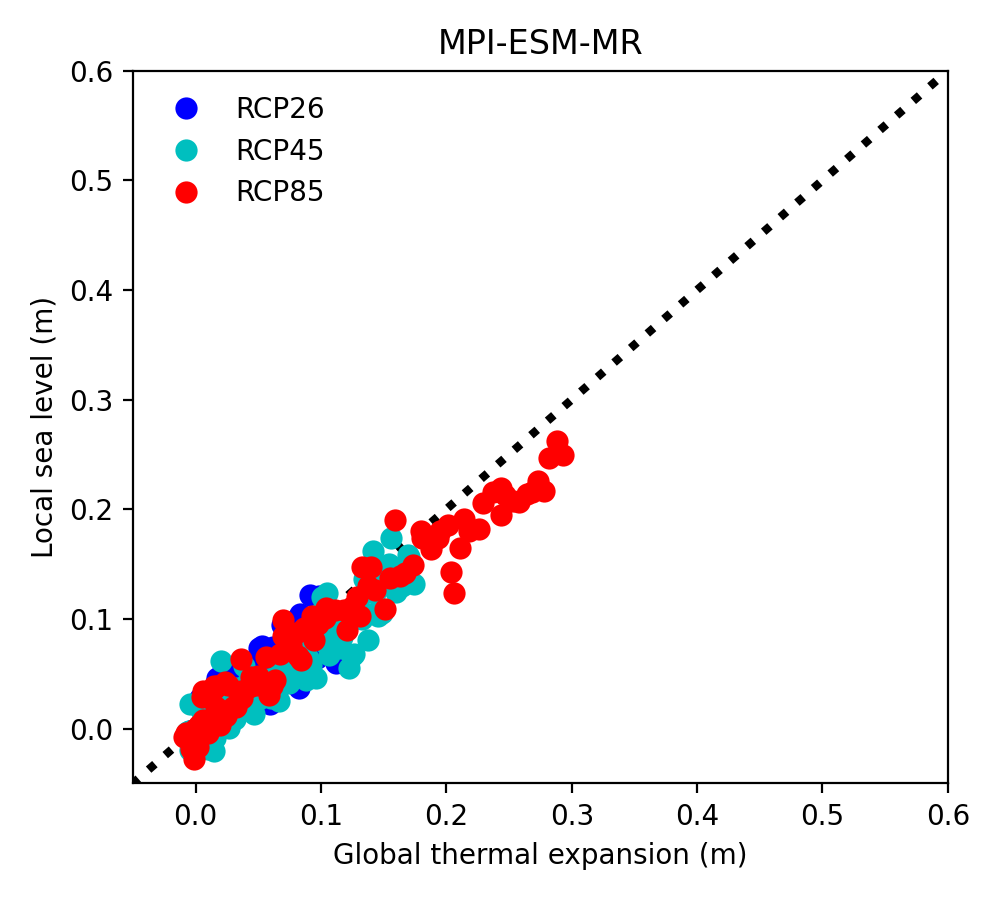 MPI-ESM-MR
RCP26
RCP45
RCP85
Local sea level (m)
0.6
0.5
0.4
0.3
0.2
0.1
0.0
0.0 0.1 0.2 0.3 0.4 0.5 0.6
Global thermal expansion (m)